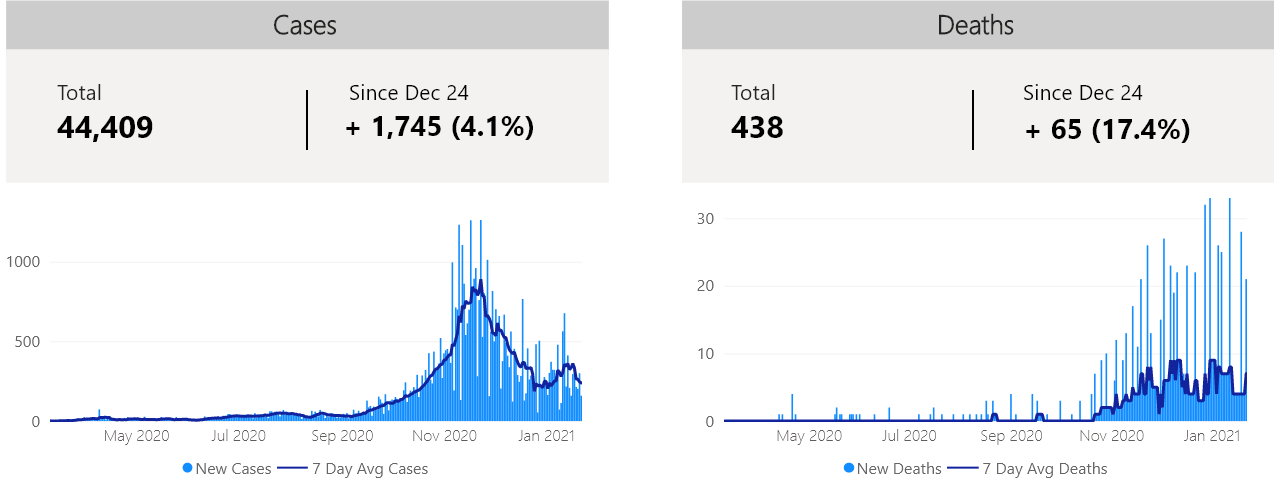 Cases
Total
Since Dec 24
44,409
+ 1,745 (4.1%)
1000
500
0
May 2020
Jul 2020
Sep 2020
Nov 2020
Jan 2021
New Cases
7 Day Avg Cases
Deaths
Total
Since Dec 24
438
+ 65 (17.4%)
30
20
10
0
May 2020
Jul 2020
Sep 2020
Nov 2020
Jan 2021
New Deaths
7 Day Avg Deaths